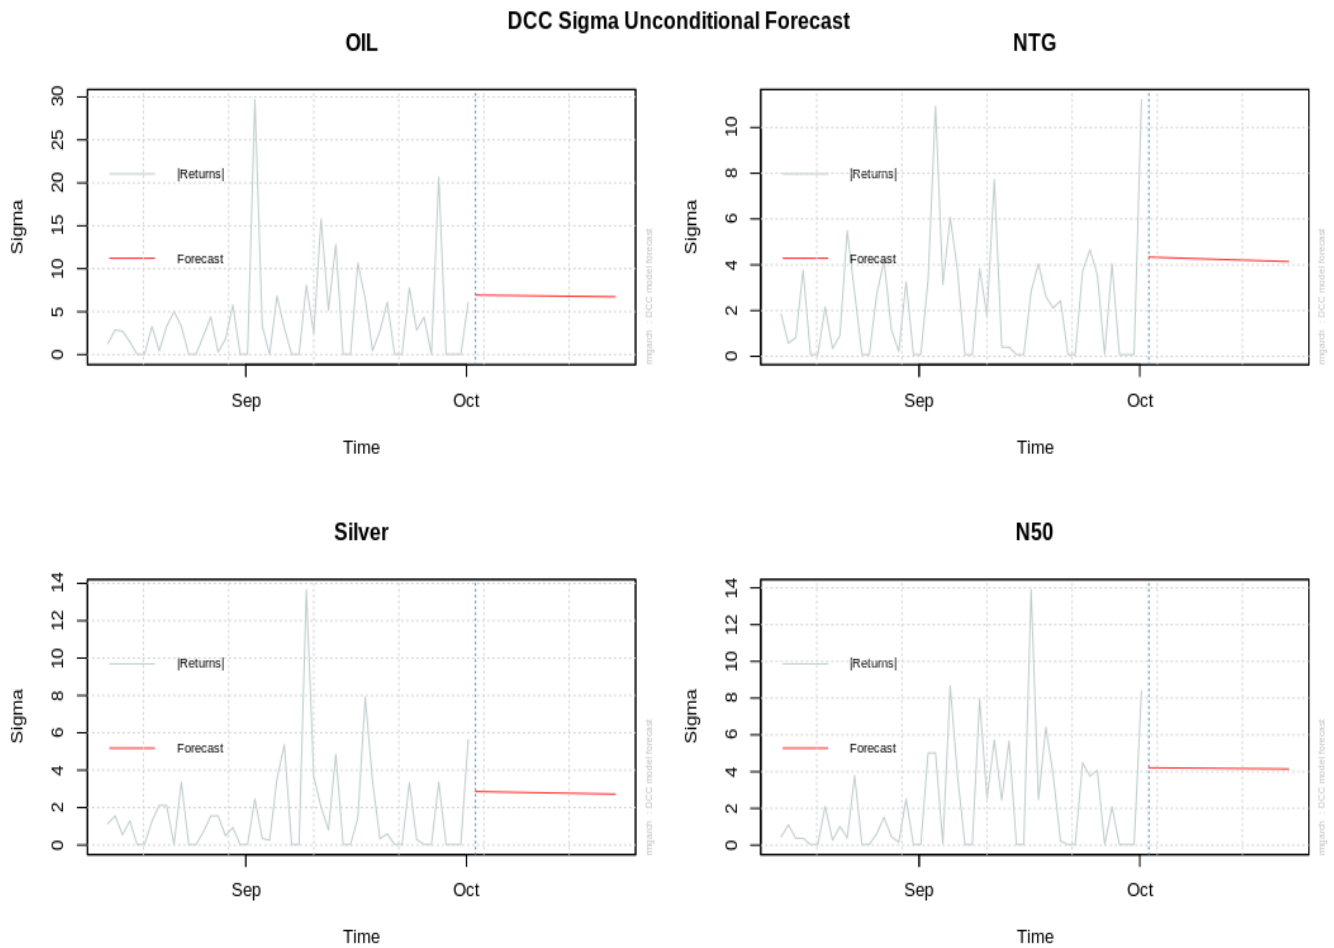 DCC Sigma Unconditional Forecast
OIL
30
25
20
15
10
5
0
Sigma
|Returns|
Forecast
rmgarch : DCC model forecast
Sep
Oct
Time
NTG
10
8
6
4
2
0
Sigma
|Returns|
Forecast
rmgarch : DCC model forecast
Sep
Oct
Time
Silver
14
12
10
8
6
4
2
0
Sigma
|Returns|
Forecast
rmgarch : DCC model forecast
Sep
Oct
Time
N50
14
12
10
8
6
4
2
0
Sigma
|Returns|
Forecast
rmgarch : DCC model forecast
Sep
Oct
Time